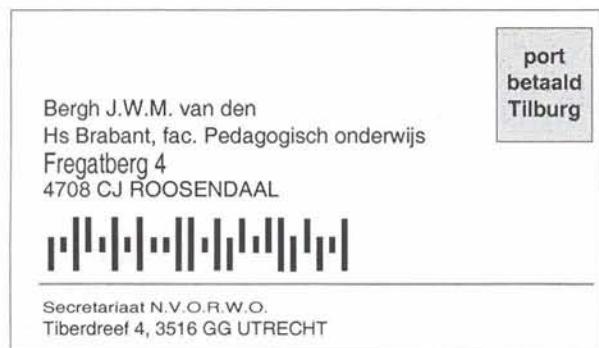 port
betaald
Tilburg
Bergh J.W.M. van den
Hs Brabant, fac. Pedagogisch onderwijs
Fregatberg 4
4708 CJ ROOSENDAAL
Secretariaat N.V.O.R.W.O.
Tiberdreef 4, 3516 GG UTRECHT